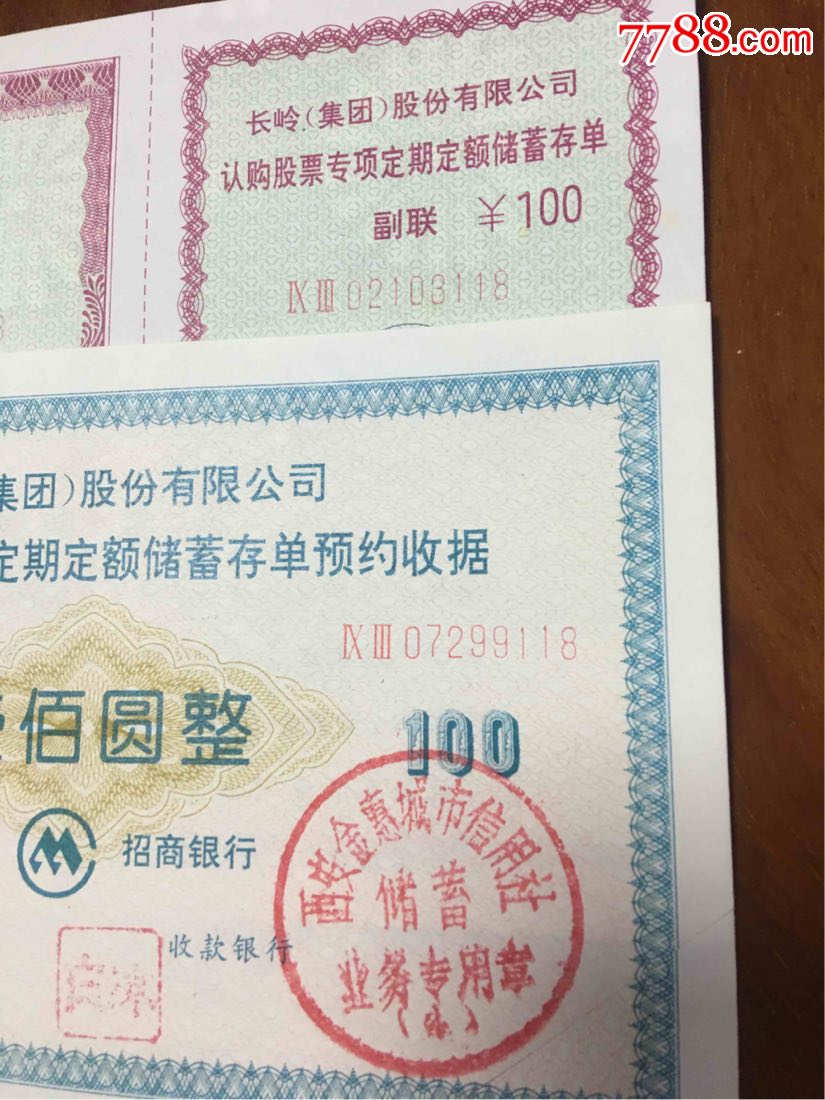 7788.com
长岭(集团)股份有限公司
认购股票专项定期定额储蓄存单
副联 ¥100
IX III 02103118
集团)股份有限公司
定期定额储蓄存单预约收据
IX III 07299118
佰圆整
100
招商银行
收款银行
西安金惠城市信用社
储蓄
业务专用章